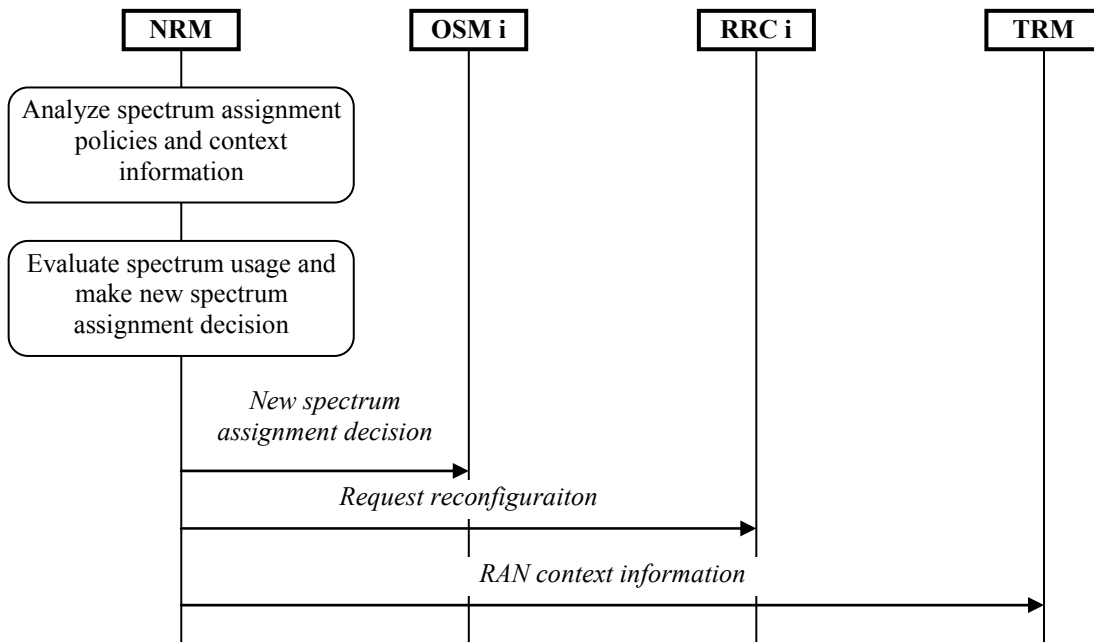 NRM
OSM i
RRC i
TRM
Analyze spectrum assignment
policies and context
information
Evaluate spectrum usage and
make new spectrum
assignment decision
New spectrum
assignment decision
Request reconfiguraiton
RAN context information